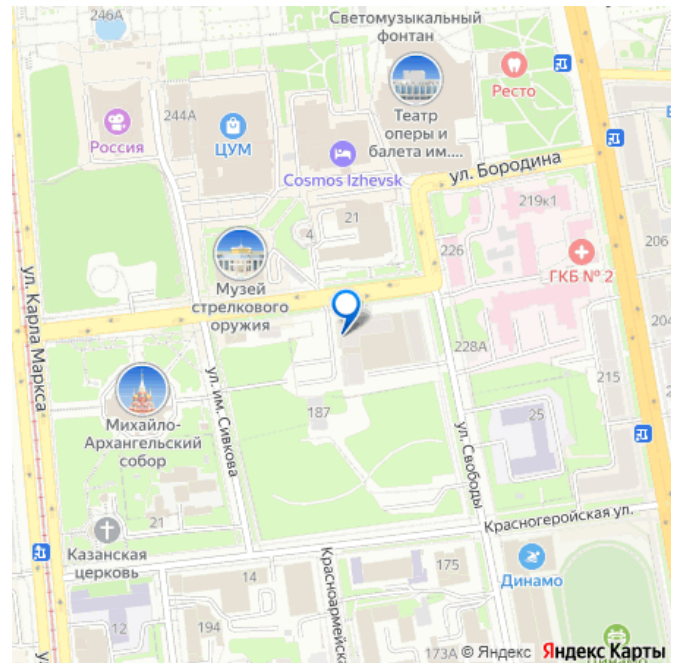 246А
Светомузыкальный
фонтан
Ресто
244А
Россия
ЦУМ
Театр
оперы и
балета им....
Cosmos Izhevsk
ул. Бородина
219к1
21
4
226
206
ГКБ № 2
Музей
стрелкового
оружия
ул. Карла Маркса
228А
215
ул. им. Сивкова
Михайло-
Архангельский
собор
187
25
ул. Свободы
21
Красногеройская ул.
Казанская
церковь
14
175
Динамо
12
194
173А
© Яндекс
Яндекс Карты